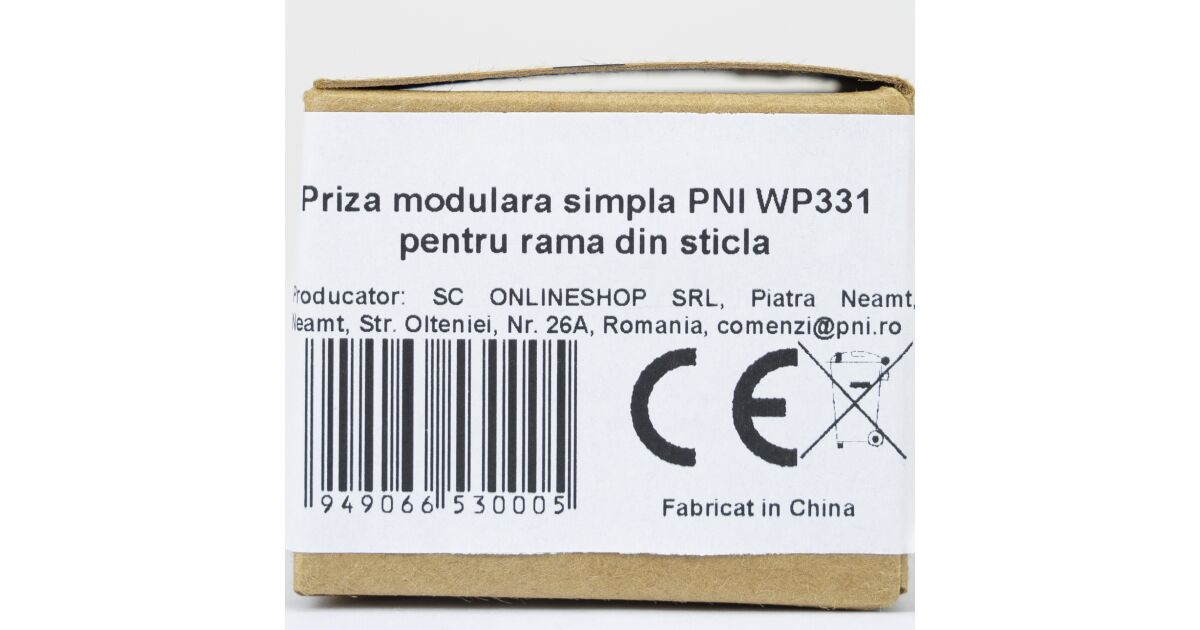 Priza modulara simpla PNI WP331
pentru rama din sticla
Producator: SC ONLINESHOP SRL, Piatra Neamt,
Neamt, Str. Olteniei, Nr. 26A, Romania, comenzi@pni.ro
CE
949066 530005
Fabricat in China